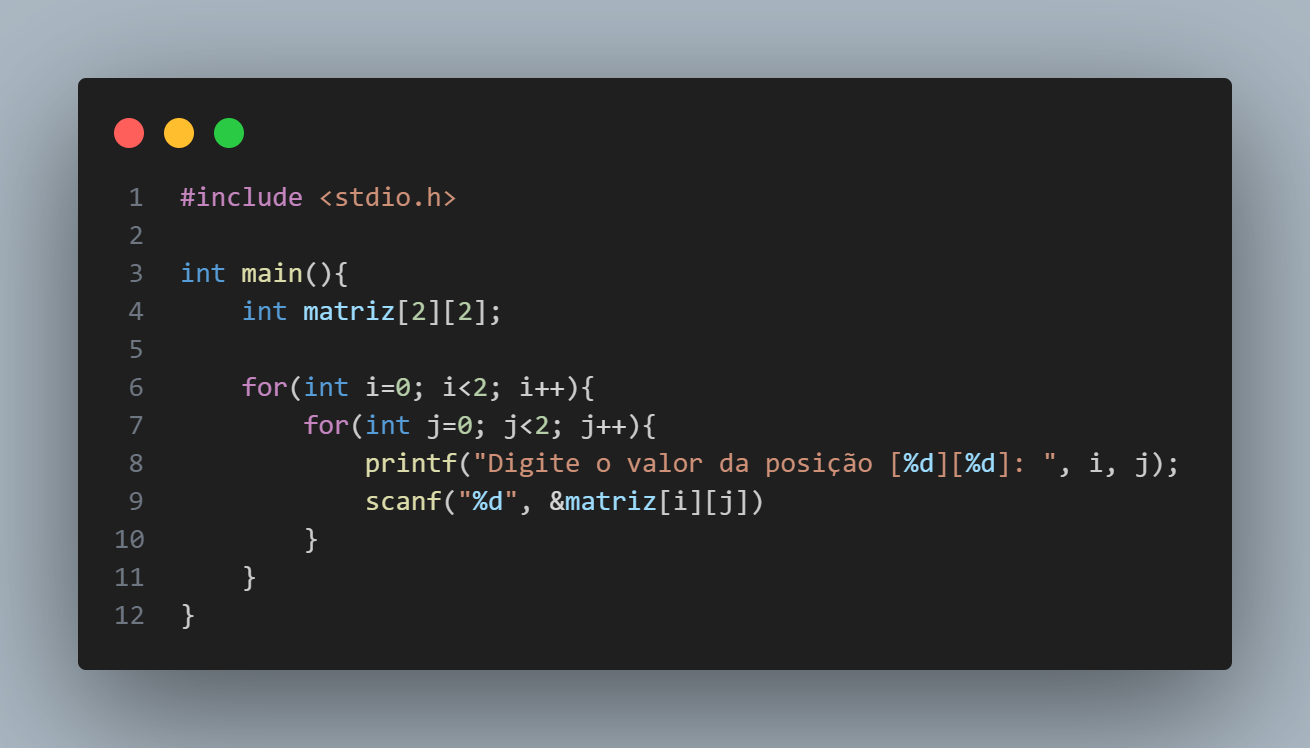 1 #include <stdio.h>
2
3 int main(){
4     int matriz[2][2];
5
6     for(int i=0; i<2; i++){
7         for(int j=0; j<2; j++){
8             printf("Digite o valor da posição [%d][%d]: ", i, j);
9             scanf("%d", &matriz[i][j])
10         }
11     }
12 }